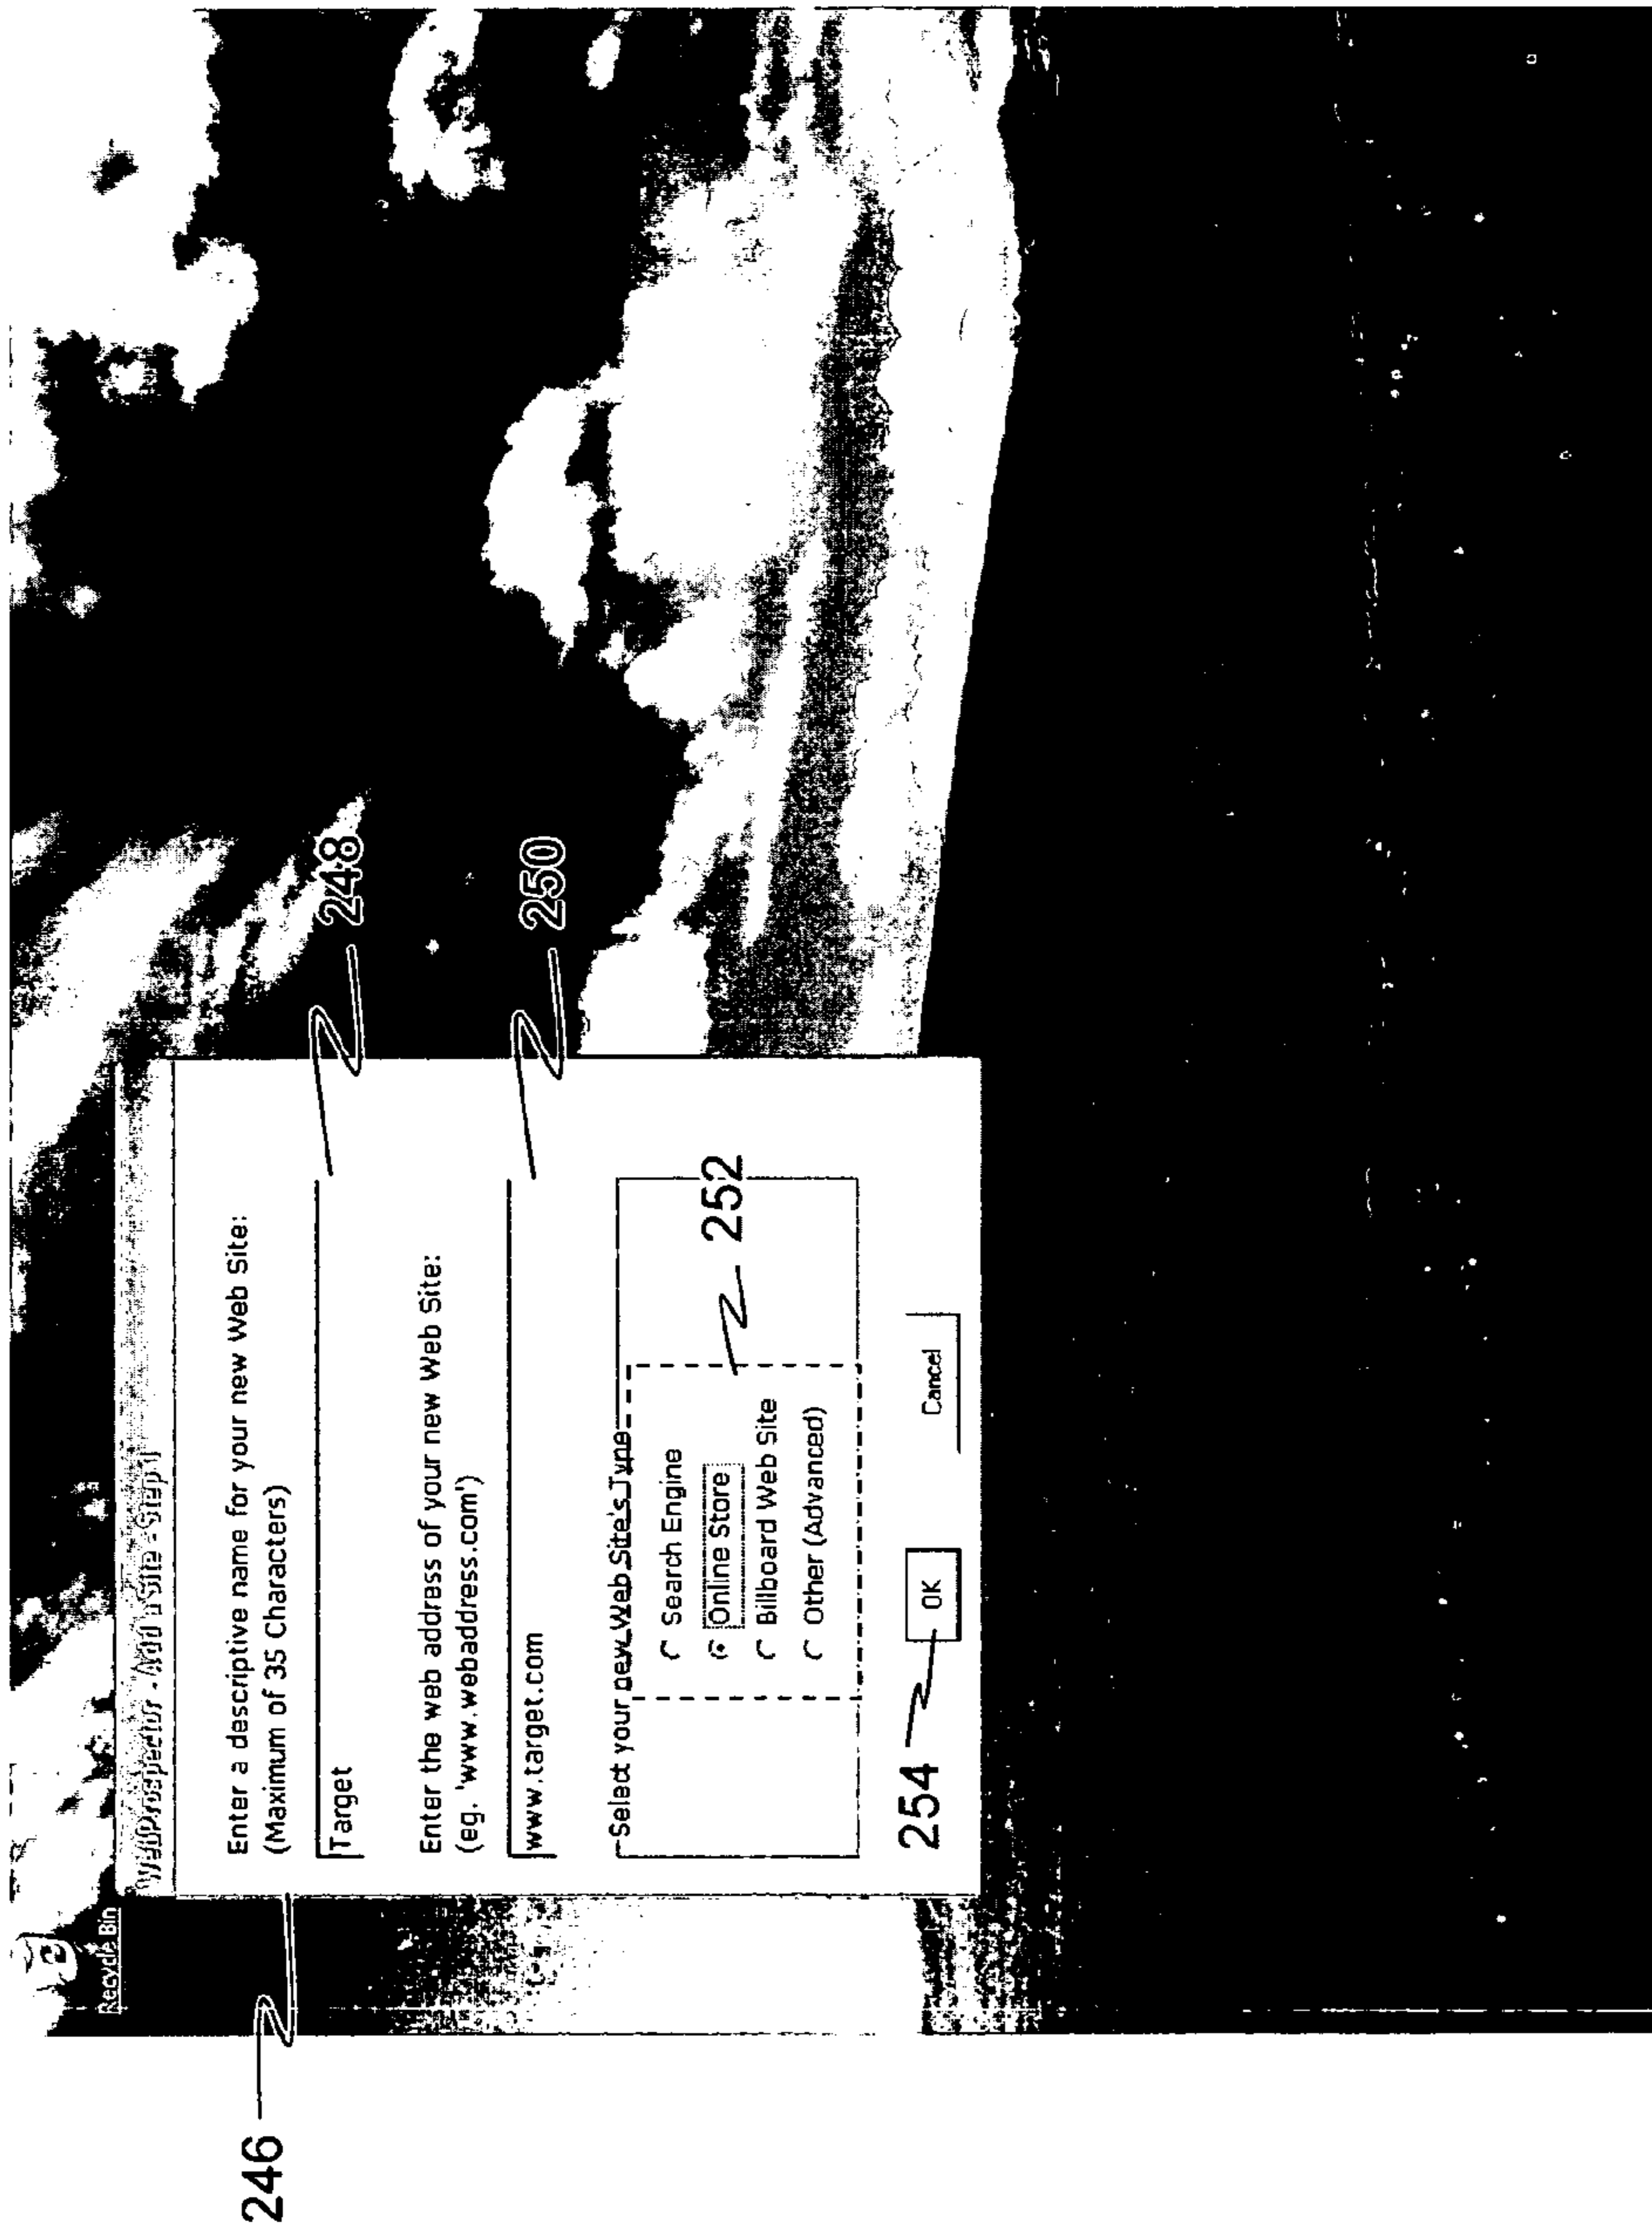 Recycle Bin
WebProspector - Add a Site - Step 1
246
Enter a descriptive name for your new Web Site:
(Maximum of 35 Characters)
Target
248
Enter the web address of your new Web Site:
(eg. 'www.webaddress.com')
www.target.com
250
Select your new Web Site's Type
Search Engine
Online Store
Billboard Web Site
Other (Advanced)
252
254
OK
Cancel